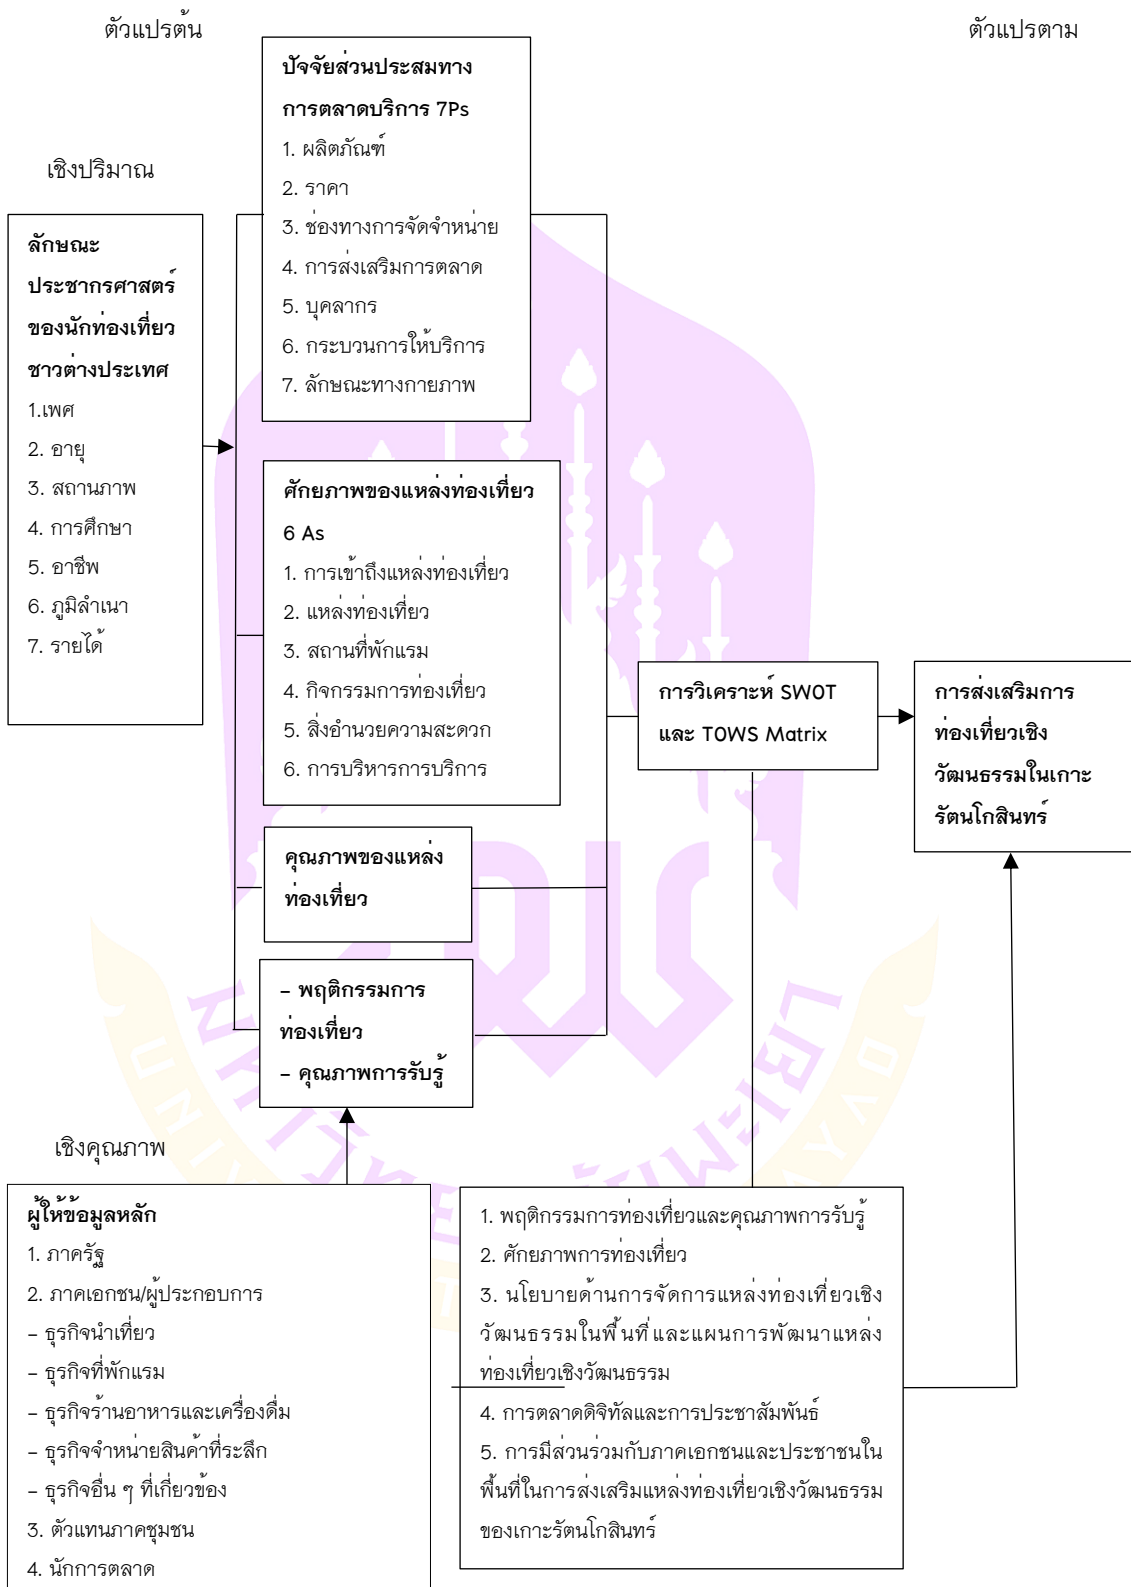 ตัวแปรต้น
ตัวแปรตาม
ปัจจัยส่วนประสมทาง
การตลาดบริการ 7Ps
1. ผลิตภัณฑ์
2. ราคา
3. ช่องทางการจัดจำหน่าย
4. การส่งเสริมการตลาด
5. บุคลากร
6. กระบวนการให้บริการ
7. ลักษณะทางกายภาพ
เชิงปริมาณ
ลักษณะ
ประชากรศาสตร์
ของนักท่องเที่ยว
ชาวต่างประเทศ
1.เพศ
2. อายุ
3. สถานภาพ
4. การศึกษา
5. อาชีพ
6. ภูมิลำเนา
7. รายได้
ศักยภาพของแหล่งท่องเที่ยว
6 As
1. การเข้าถึงแหล่งท่องเที่ยว
2. แหล่งท่องเที่ยว
3. สถานที่พักแรม
4. กิจกรรมการท่องเที่ยว
5. สิ่งอำนวยความสะดวก
6. การบริหารการบริการ
การวิเคราะห์ SWOT
และ TOWS Matrix
การส่งเสริมการ
ท่องเที่ยวเชิง
วัฒนธรรมในเกาะ
รัตนโกสินทร์
คุณภาพของแหล่ง
ท่องเที่ยว
– พฤติกรรมการ
ท่องเที่ยว
– คุณภาพการรับรู้
เชิงคุณภาพ
ผู้ให้ข้อมูลหลัก
1. ภาครัฐ
2. ภาคเอกชน/ผู้ประกอบการ
– ธุรกิจนำเที่ยว
– ธุรกิจที่พักแรม
– ธุรกิจร้านอาหารและเครื่องดื่ม
– ธุรกิจจำหน่ายสินค้าที่ระลึก
– ธุรกิจอื่น ๆ ที่เกี่ยวข้อง
3. ตัวแทนภาคชุมชน
4. นักการตลาด
1. พฤติกรรมการท่องเที่ยวและคุณภาพการรับรู้
2. ศักยภาพการท่องเที่ยว
3. นโยบายด้านการจัดการแหล่งท่องเที่ยวเชิง
วัฒนธรรมในพื้นที่และแผนการพัฒนาแหล่ง
ท่องเที่ยวเชิงวัฒนธรรม
4. การตลาดดิจิทัลและการประชาสัมพันธ์
5. การมีส่วนร่วมกับภาคเอกชนและประชาชนใน
พื้นที่ในการส่งเสริมแหล่งท่องเที่ยวเชิงวัฒนธรรม
ของเกาะรัตนโกสินทร์